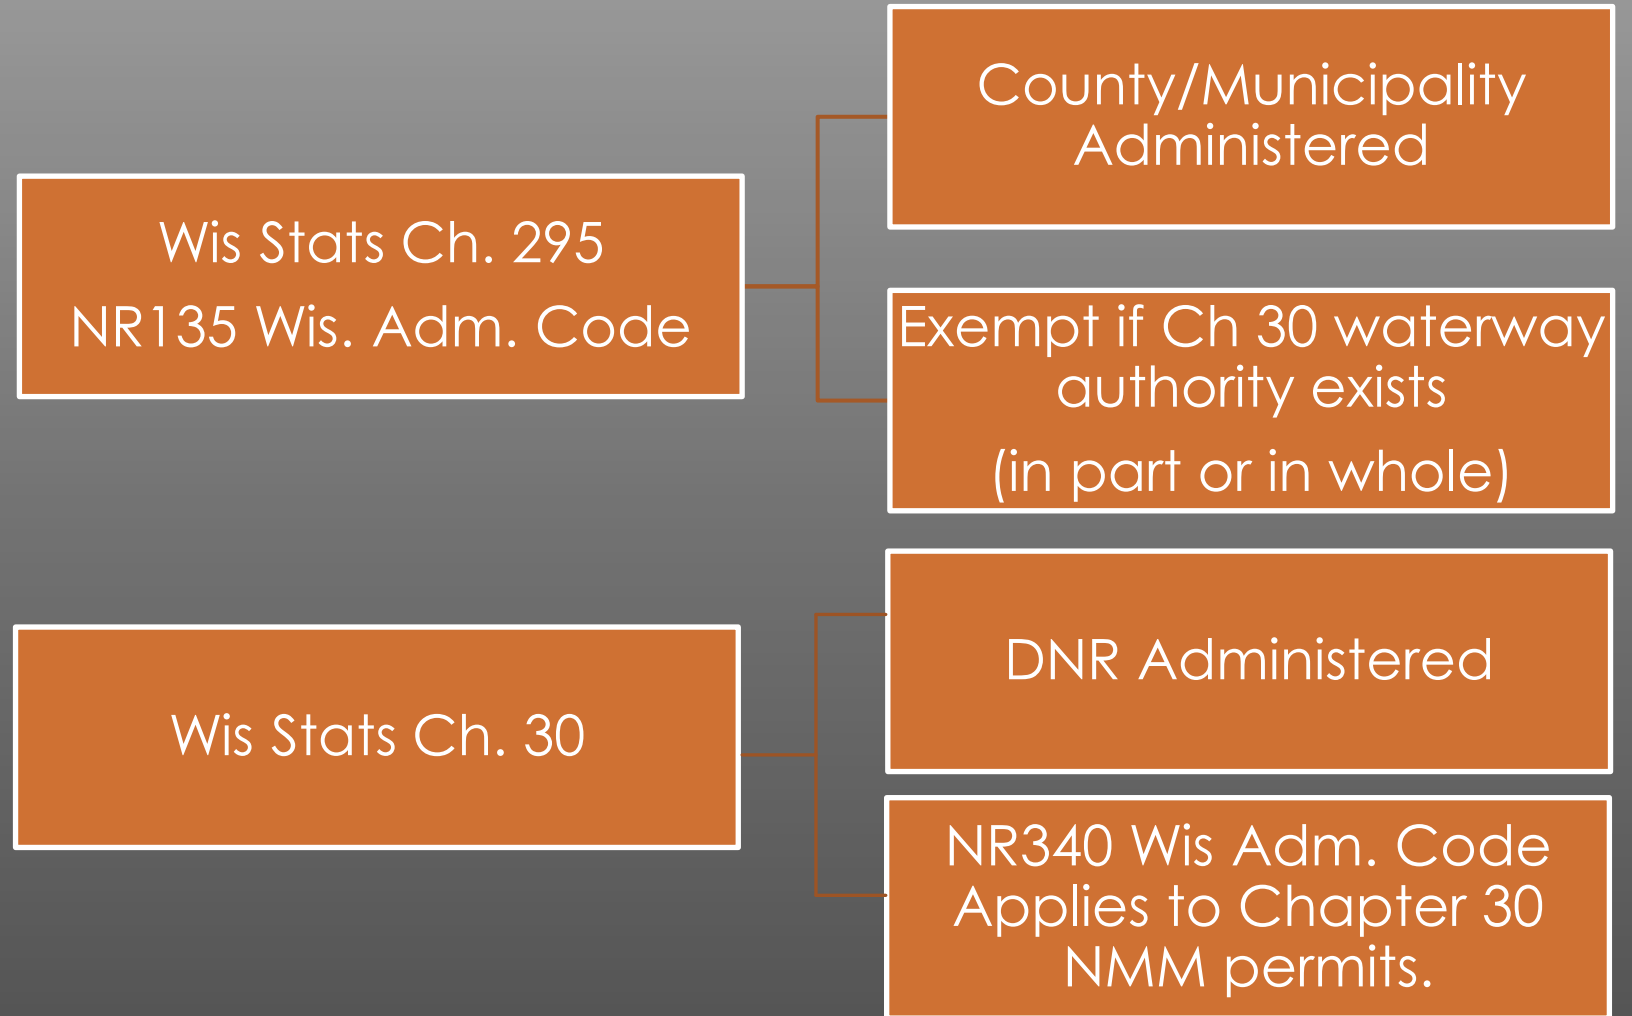 County/Municipality
Administered
Wis Stats Ch. 295
NR135 Wis. Adm. Code
Exempt if Ch 30 waterway
authority exists
(in part or in whole)
DNR Administered
Wis Stats Ch. 30
NR340 Wis Adm. Code
Applies to Chapter 30
NMM permits.